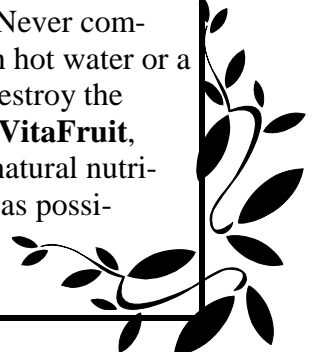 Never com-
hot water or a
estroy the
VitaFruit,
natural nutri-
as possi-